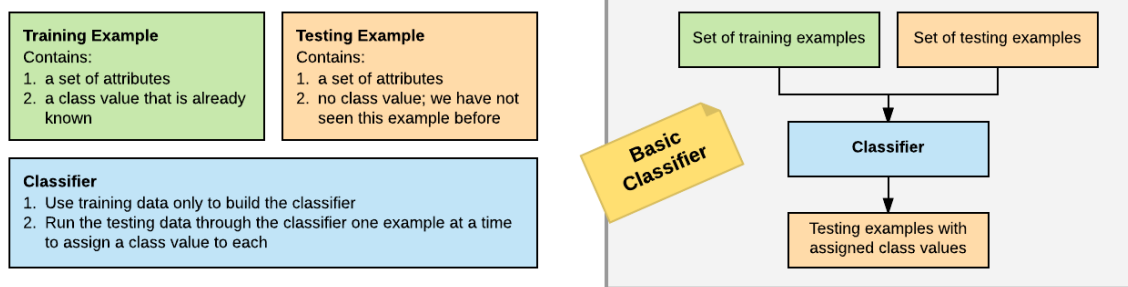 Training Example
Contains:
1. a set of attributes
2. a class value that is already
known
Testing Example
Contains:
1. a set of attributes
2. no class value; we have not
seen this example before
Classifier
1. Use training data only to build the classifier
2. Run the testing data through the classifier one example at a time
to assign a class value to each
Basic
Classifier
Set of training examples
Set of testing examples
Classifier
Testing examples with
assigned class values